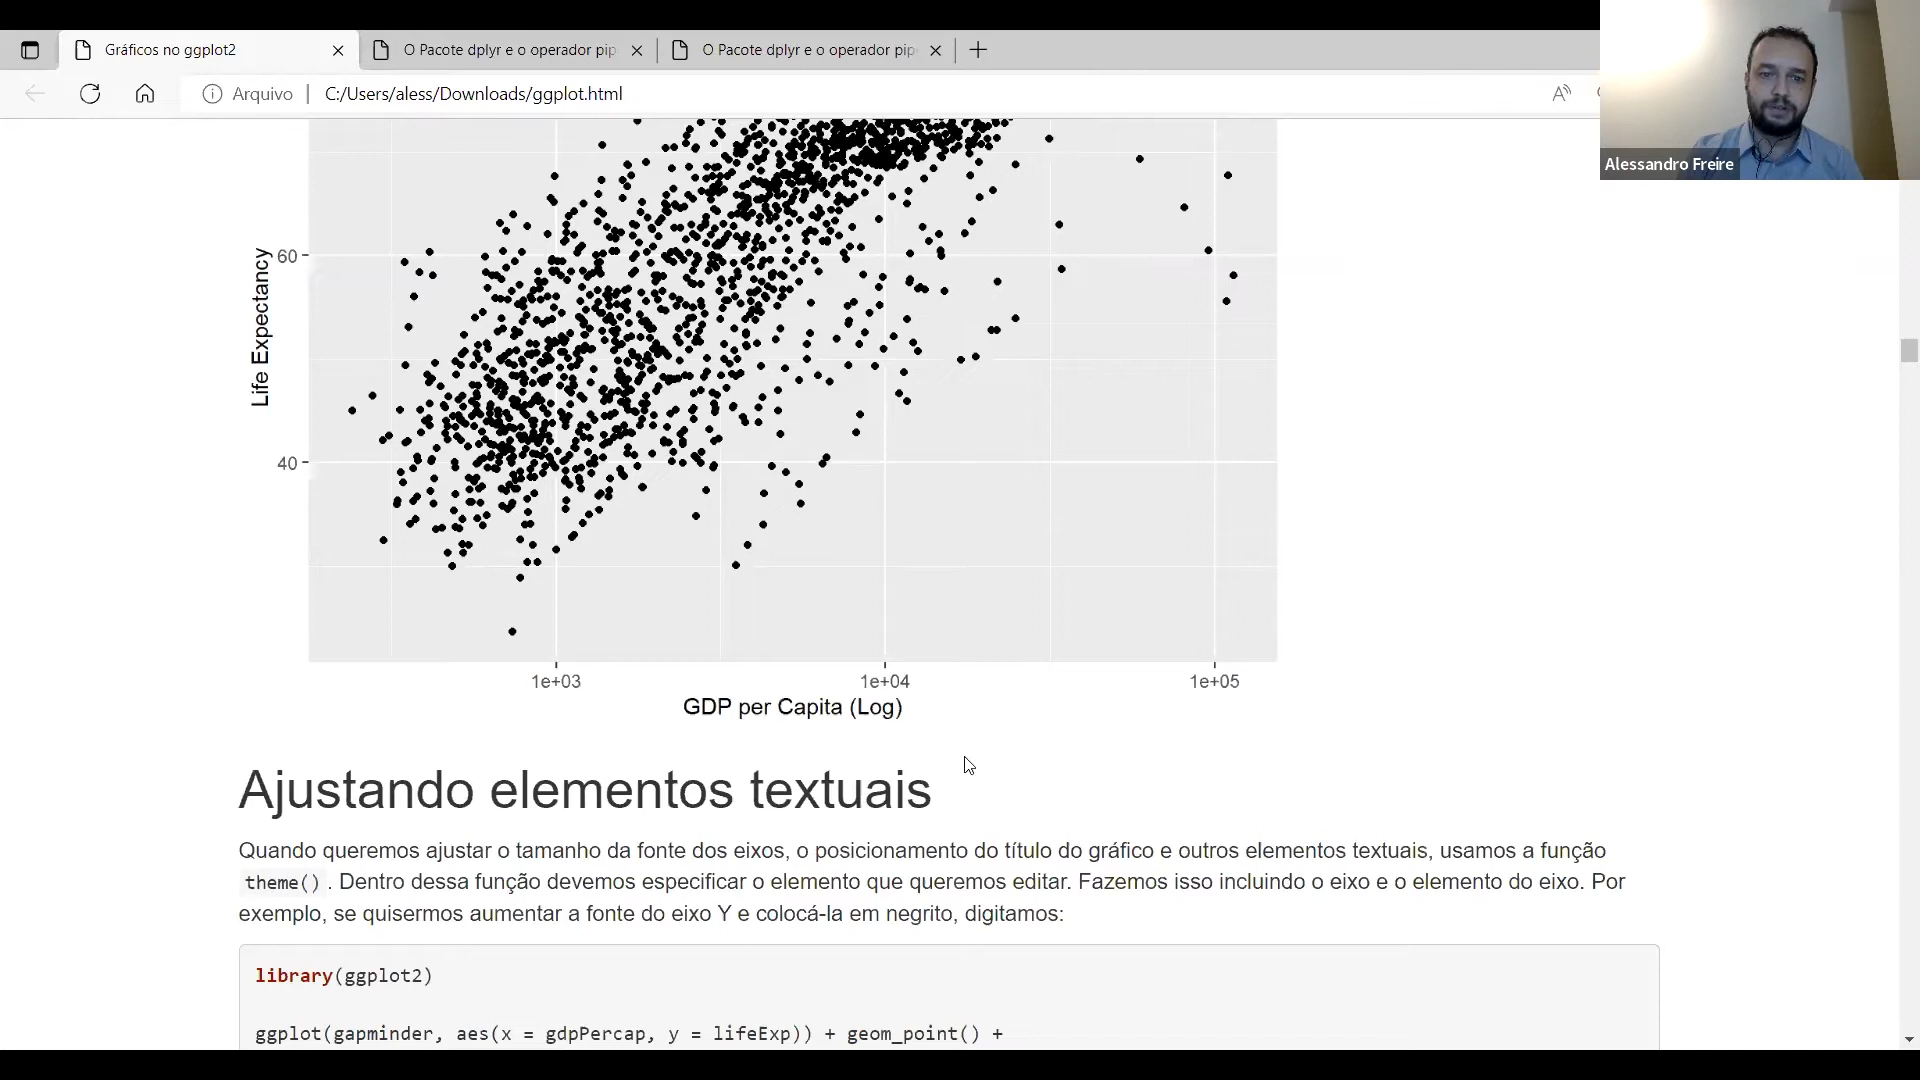 Gráficos no ggplot2
O Pacote dplyr e o operador pip
O Pacote dplyr e o operador pip
Arquivo
C:/Users/aless/Downloads/ggplot.html
Alessandro Freire
Life Expectancy
60
40
1e+03 1e+04 1e+05
GDP per Capita (Log)
Ajustando elementos textuais
Quando queremos ajustar o tamanho da fonte dos eixos, o posicionamento do título do gráfico e outros elementos textuais, usamos a função
theme() . Dentro dessa função devemos especificar o elemento que queremos editar. Fazemos isso incluindo o eixo e o elemento do eixo. Por
exemplo, se quisermos aumentar a fonte do eixo Y e colocá-la em negrito, digitamos:
library(ggplot2)
ggplot(gapminder, aes(x = gdpPercap, y = lifeExp)) + geom_point() +